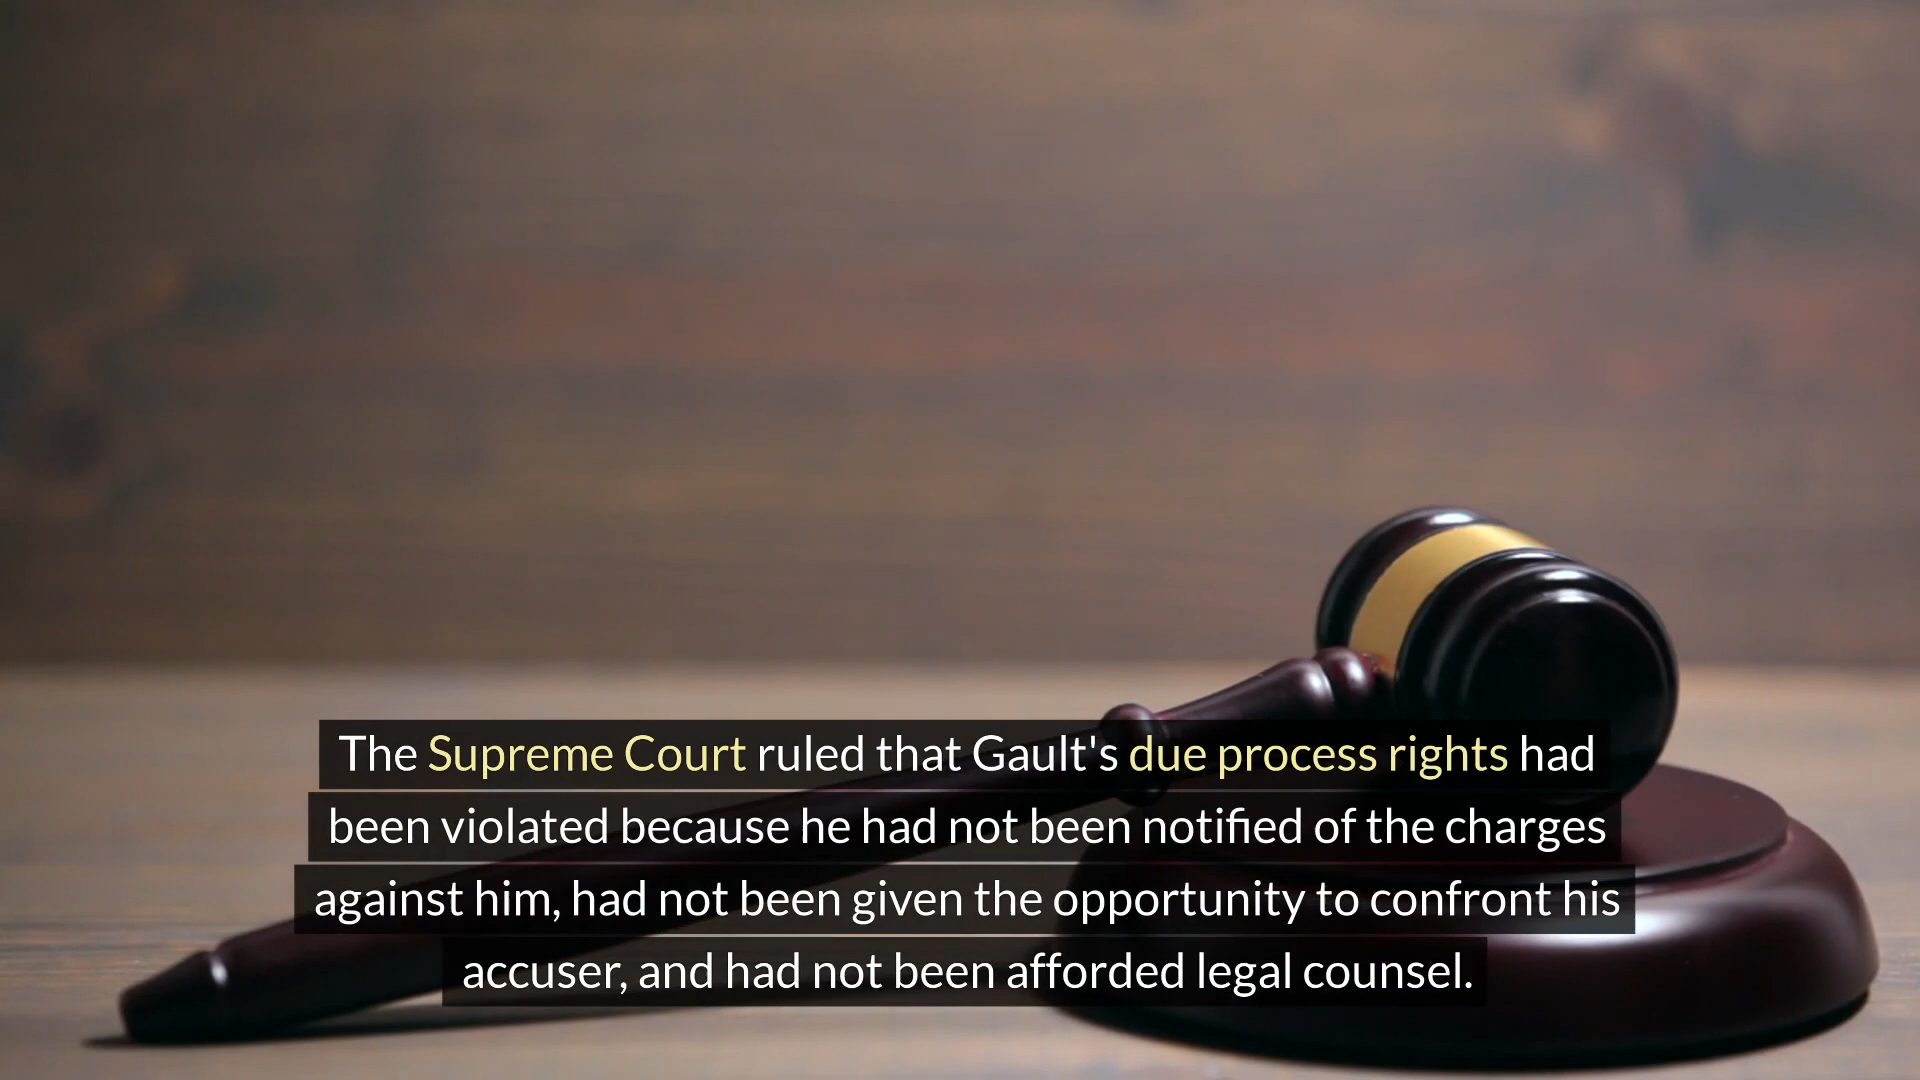 The Supreme Court ruled that Gault's due process rights had
been violated because he had not been notified of the charges
against him, had not been given the opportunity to confront his
accuser, and had not been afforded legal counsel.